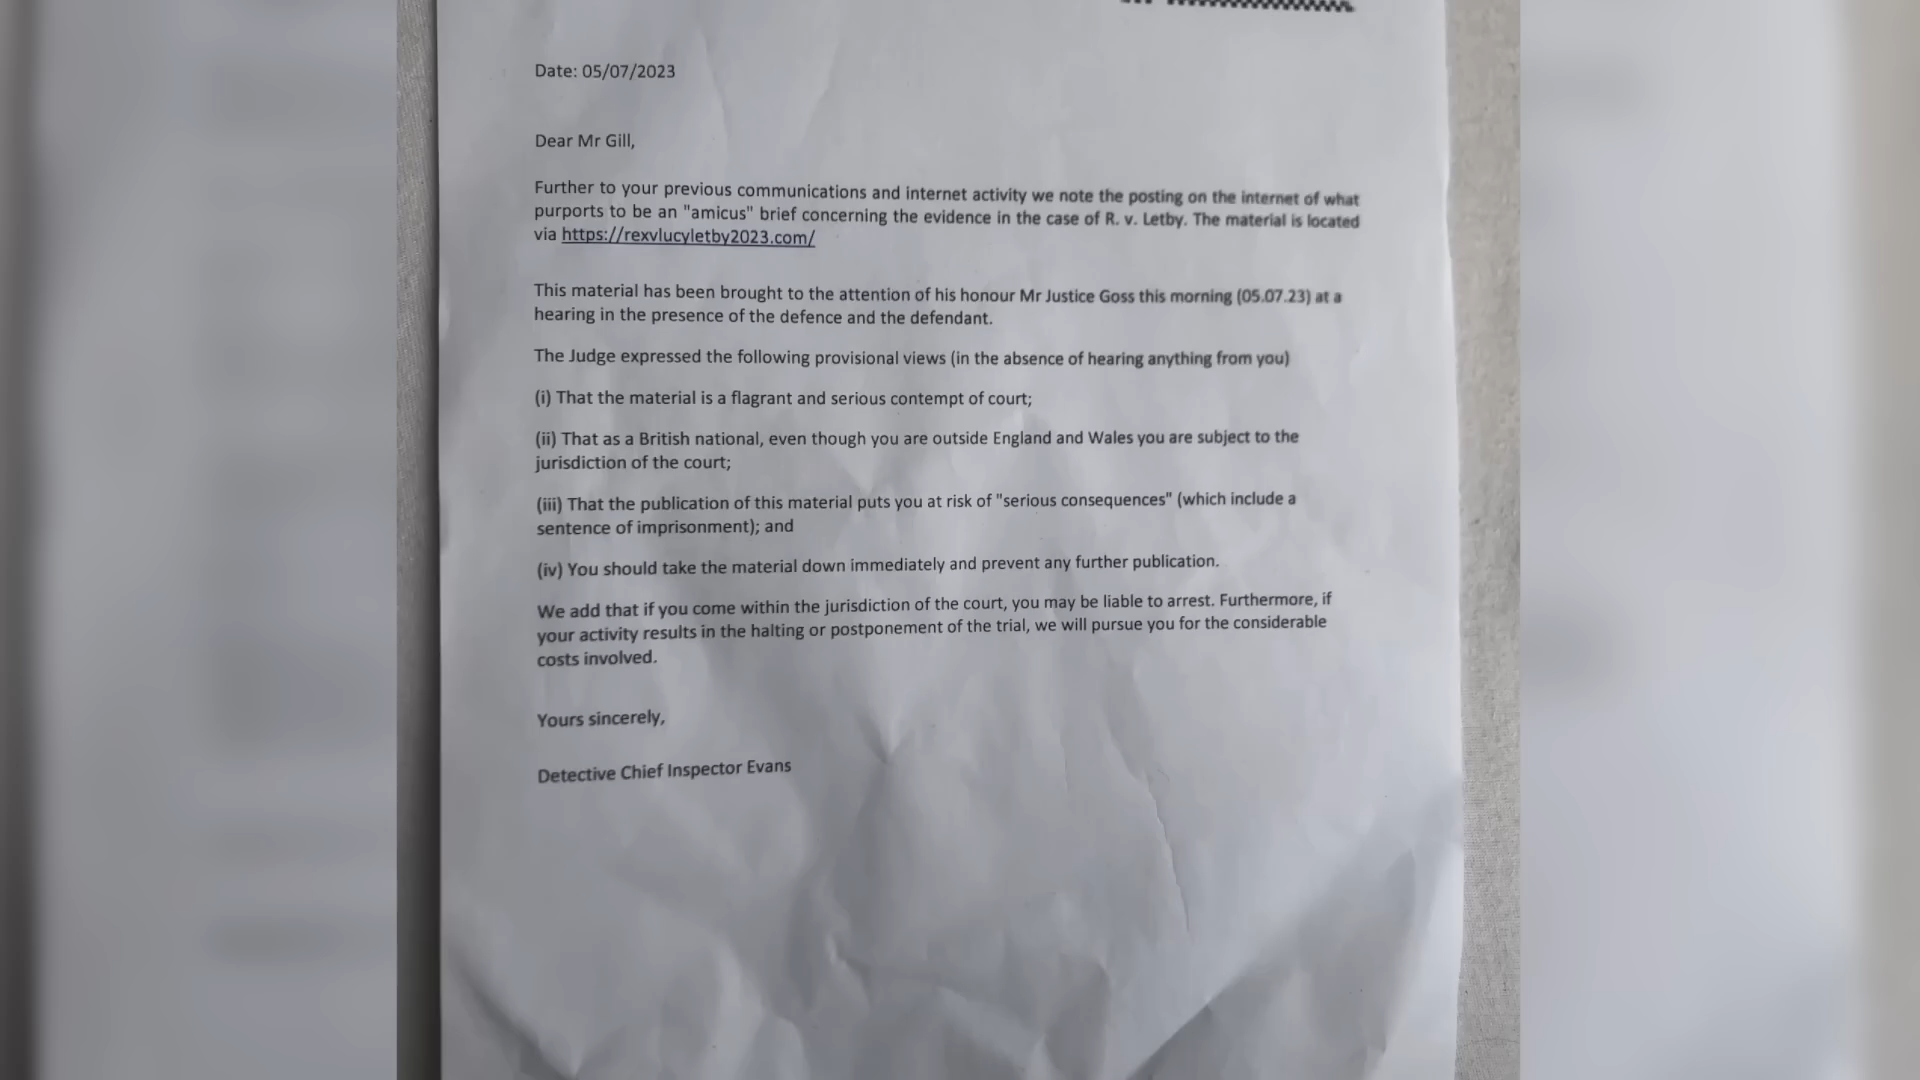 Date: 05/07/2023
Dear Mr Gill,
Further to your previous communications and internet activity we note the posting on the internet of what
purports to be an "amicus" brief concerning the evidence in the case of R. v. Letby. The material is located
via https://rexvlucyletby2023.com/
This material has been brought to the attention of his honour Mr Justice Goss this morning (05.07.23) at a
hearing in the presence of the defence and the defendant.
The Judge expressed the following provisional views (in the absence of hearing anything from you)
(i) That the material is a flagrant and serious contempt of court;
(ii) That as a British national, even though you are outside England and Wales you are subject to the
jurisdiction of the court;
(iii) That the publication of this material puts you at risk of "serious consequences" (which include a
sentence of imprisonment); and
(iv) You should take the material down immediately and prevent any further publication.
We add that if you come within the jurisdiction of the court, you may be liable to arrest. Furthermore, if
your activity results in the halting or postponement of the trial, we will pursue you for the considerable
costs involved.
Yours sincerely,
Detective Chief Inspector Evans